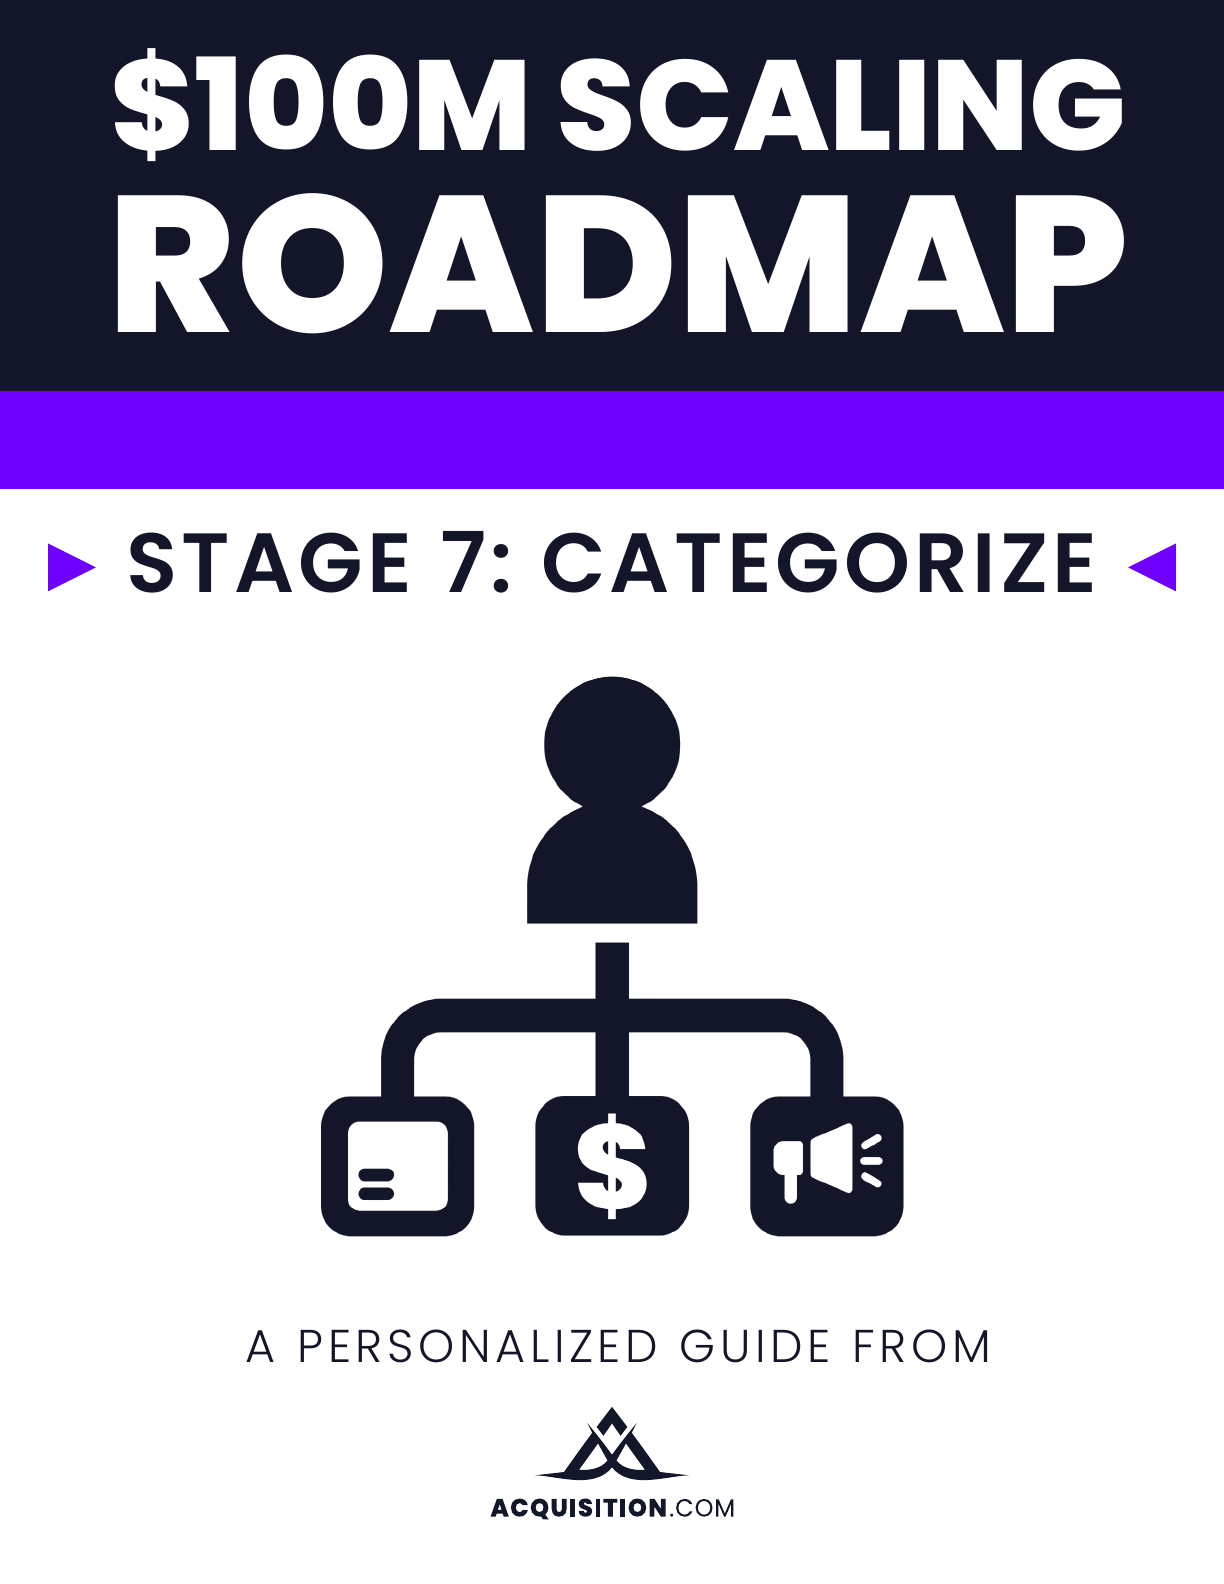 $100M SCALING
ROADMAP
STAGE 7: CATEGORIZE
$
A PERSONALIZED GUIDE FROM
ACQUISITION.COM